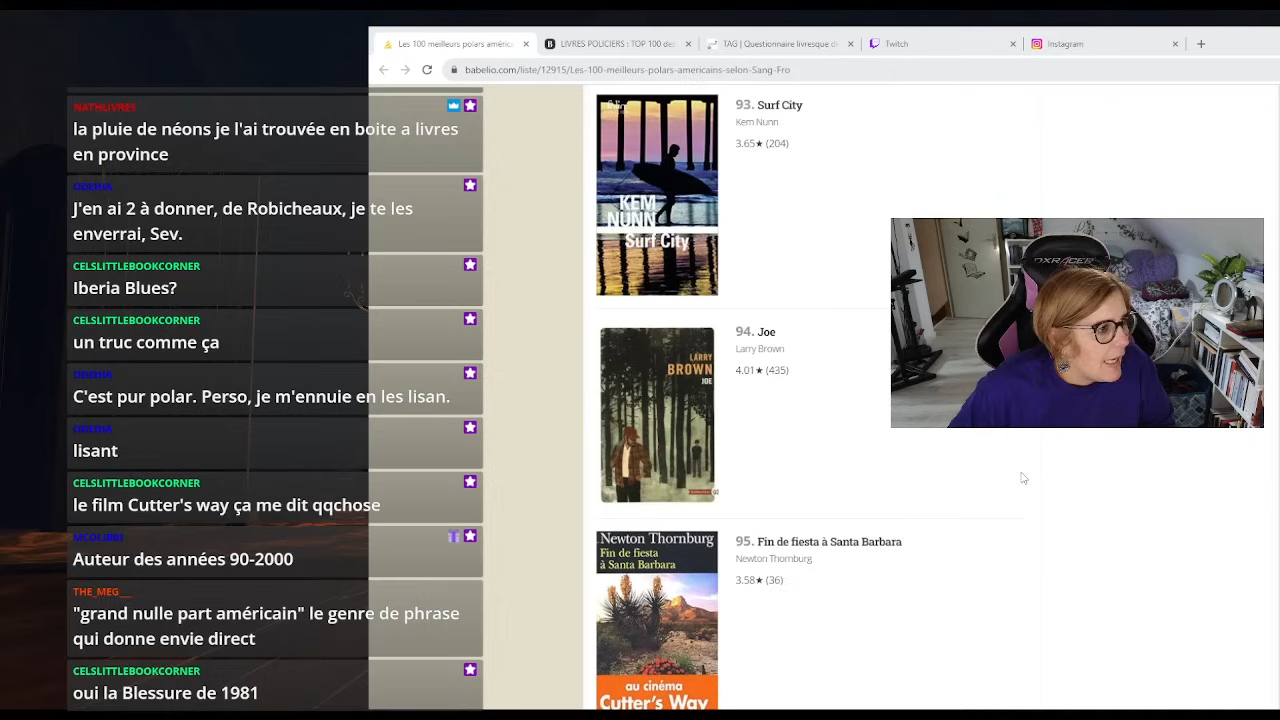 Les 100 meilleurs polars améric
LIVRES POLICIERS : TOP 100 des
TAG | Questionnaire livresque d
Twitch
Instagram
babelio.com/liste/12915/Les-100-meilleurs-polars-americains-selon-Sang-Fro
NATHLIVRES
la pluie de néons je l'ai trouvée en boite a livres
en province
ODEHIA
J'en ai 2 à donner, de Robicheaux, je te les
enverrai, Sev.
CELSLITTLEBOOKCORNER
Iberia Blues?
CELSLITTLEBOOKCORNER
un truc comme ça
ODEHIA
C'est pur polar. Perso, je m'ennuie en les lisan.
ODEHIA
lisant
CELSLITTLEBOOKCORNER
le film Cutter's way ça me dit qqchose
MCOLIBRI
Auteur des années 90-2000
THE_MEG__
"grand nulle part américain" le genre de phrase
qui donne envie direct
CELSLITTLEBOOKCORNER
oui la Blessure de 1981
93. Surf City
Kem Nunn
3.65★ (204)
KEM
NUNN
Surf City
94. Joe
Larry Brown
4.01★ (435)
LARRY
BROWN
JOE
95. Fin de fiesta à Santa Barbara
Newton Thornburg
3.58★ (36)
Newton Thornburg
Fin de fiesta
à Santa Barbara
au cinéma
Cutter's Way
DXRACER